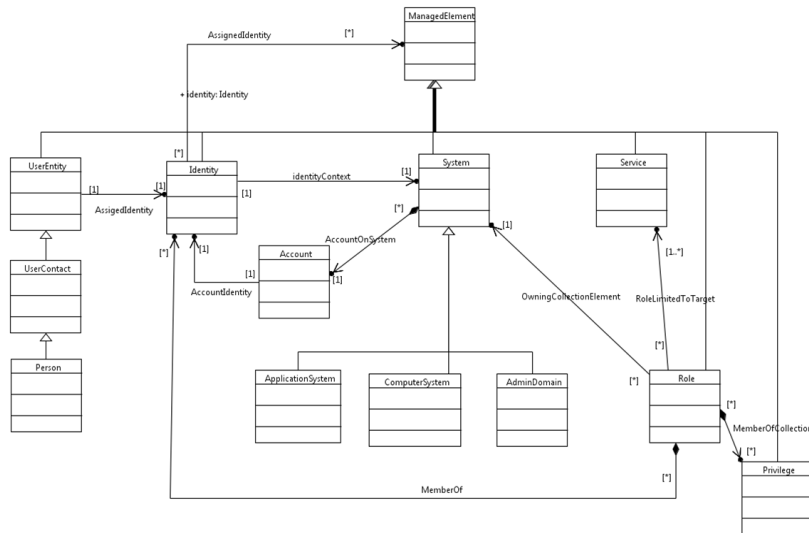 ManagedElement
AssignedIdentity
[*]
+ identity: Identity
[*]
UserEntity
Identity
System
Service
[1]
[1]
AssigedIdentity
[1]
identityContext
[1]
[*]
[1]
[*]
[1]
AccountOnSystem
Account
[1]
[1]
AccountIdentity
UserContact
[1..*]
OwningCollectionElement
RoleLimitedToTarget
[*]
Person
ApplicationSystem
ComputerSystem
AdminDomain
[*]
Role
[*]
MemberOfCollection
[*]
Privilege
[*]
MemberOf